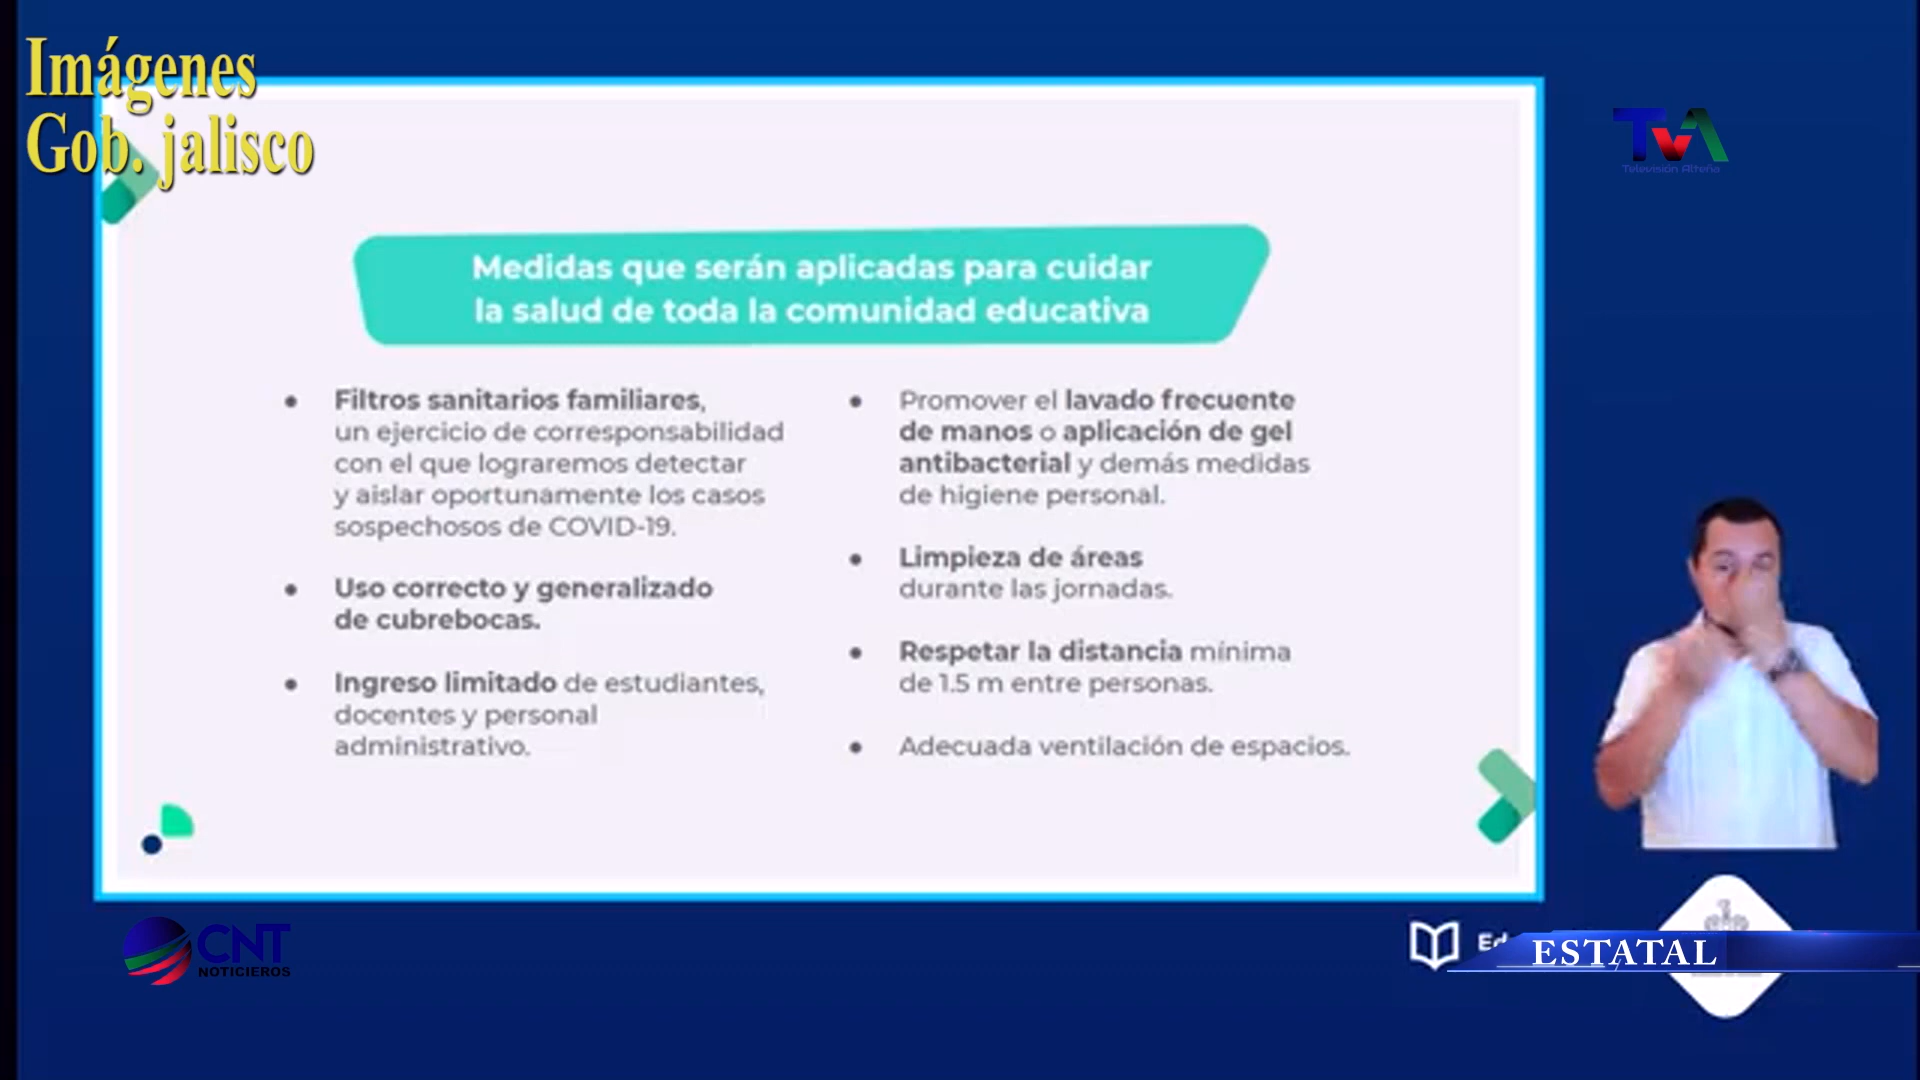 Imágenes
Gob. jalisco
TvA
Televisión Alteña
Medidas que serán aplicadas para cuidar
la salud de toda la comunidad educativa
● Filtros sanitarios familiares,
un ejercicio de corresponsabilidad
con el que lograremos detectar
y aislar oportunamente los casos
sospechosos de COVID-19.
● Uso correcto y generalizado
de cubrebocas.
● Ingreso limitado de estudiantes,
docentes y personal
administrativo.
● Promover el lavado frecuente
de manos o aplicación de gel
antibacterial y demás medidas
de higiene personal.
● Limpieza de áreas
durante las jornadas.
● Respetar la distancia mínima
de 1.5 m entre personas.
● Adecuada ventilación de espacios.
CNT
NOTICIEROS
ESTATAL